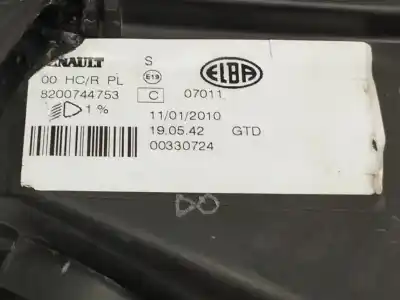 RENAULT S
00 HC/R PL E19 ELBA
8200744753 C 07011
1% 11/01/2010
19.05.42 GTD
00330724
DO